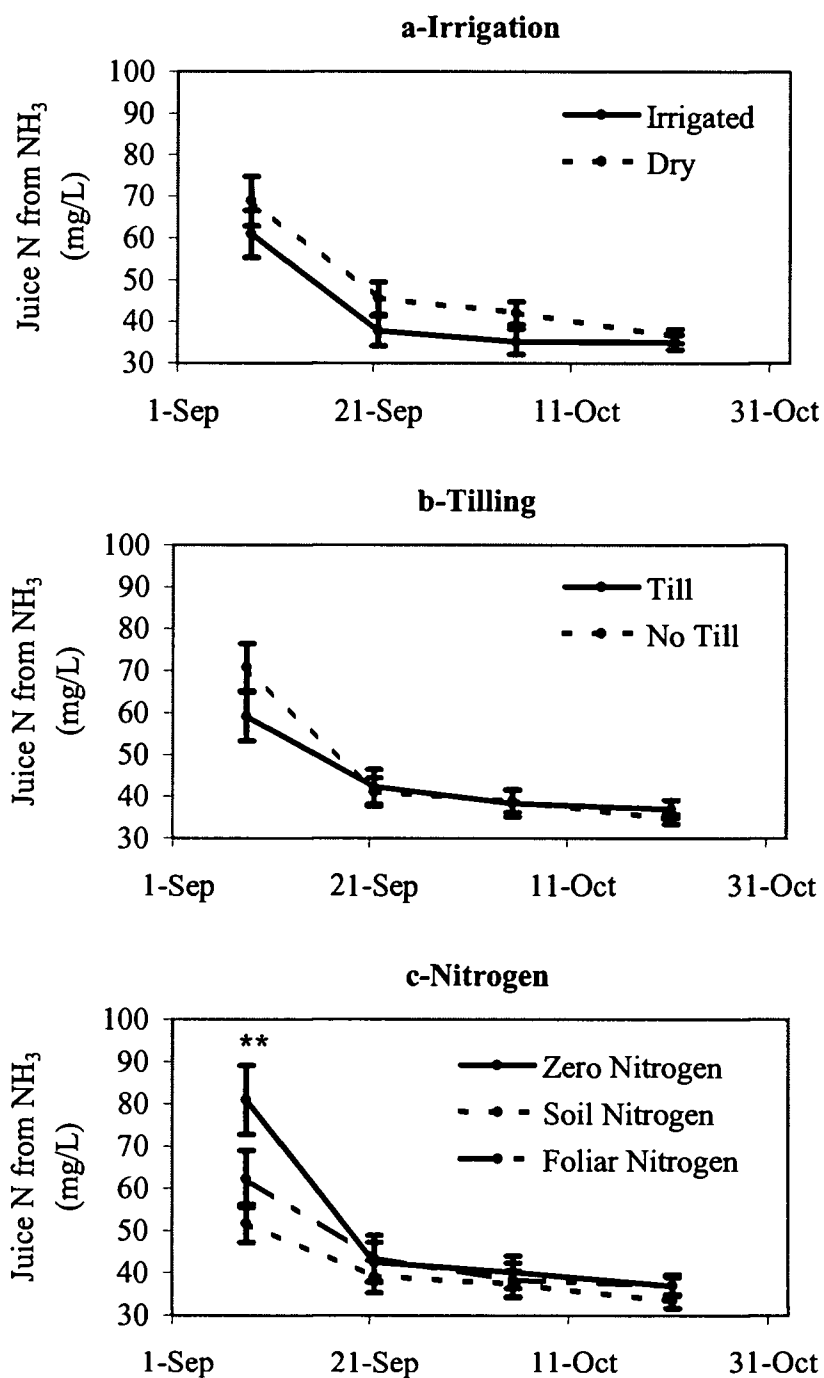 a-Irrigation
Juice N from NH₃
(mg/L)
100
90
80
70
60
50
40
30
Irrigated
Dry
1-Sep 21-Sep 11-Oct 31-Oct
b-Tilling
Juice N from NH₃
(mg/L)
100
90
80
70
60
50
40
30
Till
No Till
1-Sep 21-Sep 11-Oct 31-Oct
c-Nitrogen
Juice N from NH₃
(mg/L)
100
90
80
70
60
50
40
30
**
Zero Nitrogen
Soil Nitrogen
Foliar Nitrogen
1-Sep 21-Sep 11-Oct 31-Oct